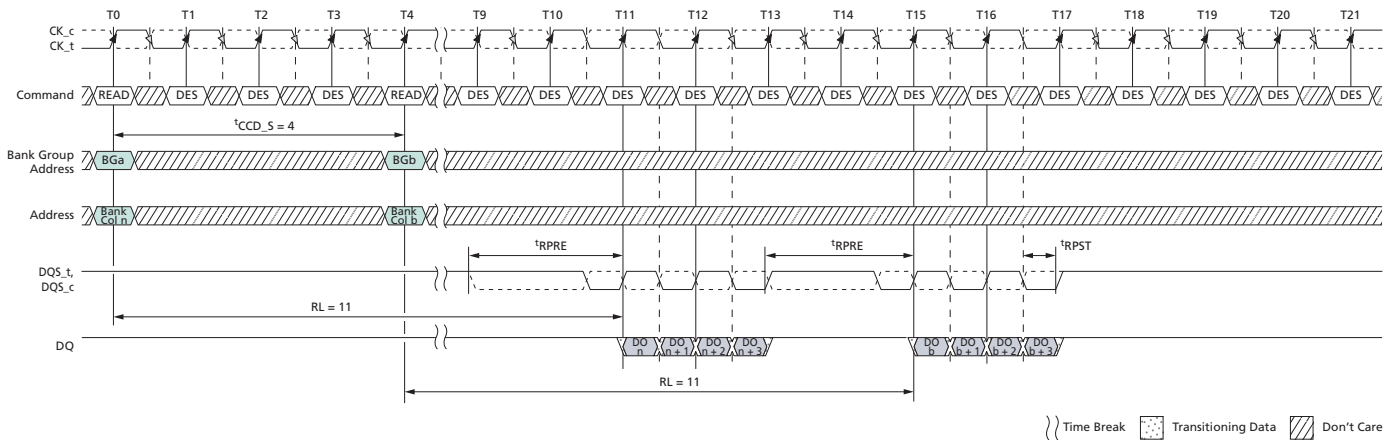 T0 T1 T2 T3 T4 T9 T10 T11 T12 T13 T14 T15 T16 T17 T18 T19 T20 T21
CK_c
CK_t
Command READ DES DES DES READ DES DES DES DES DES DES DES DES DES DES DES DES DES
tCCD_S = 4
Bank Group
Address BGa BGb
Address Bank
Col n Bank
Col b
tRPRE tRPRE tRPST
DQS_t,
DQS_c
RL = 11
DQ DO
n DO
n + 1 DO
n + 2 DO
n + 3 DO
b DO
b + 1 DO
b + 2 DO
b + 3
RL = 11
Time Break Transitioning Data Don't Care